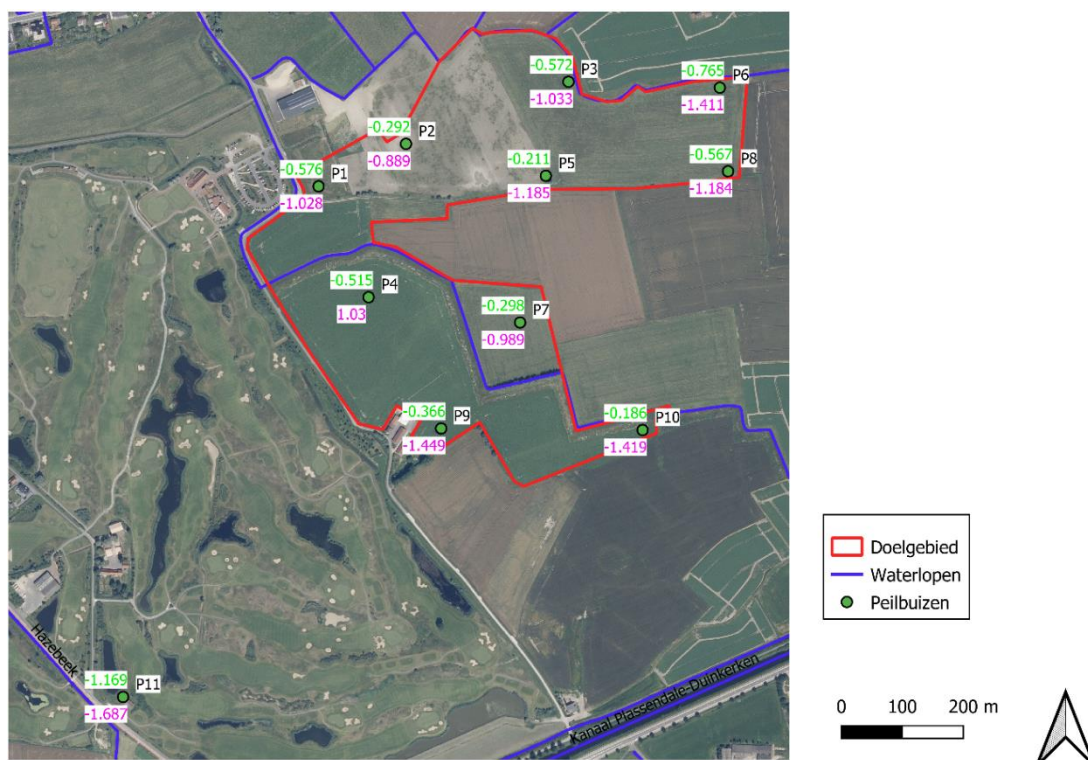 -0.572
P3
-1.033
-0.765
P6
-1.411
-0.292
P2
-0.889
-0.576
P1
-1.028
-0.211
P5
-1.185
-0.567
P8
-1.184
-0.515
P4
1.03
-0.298
P7
-0.989
-0.366
P9
-1.449
-0.186
P10
-1.419
-1.169
P11
-1.687
Hazebeek
Kanaal Plassendale-Duinkerken
Doelgebied
Waterlopen
Peilbuizen
0 100 200 m